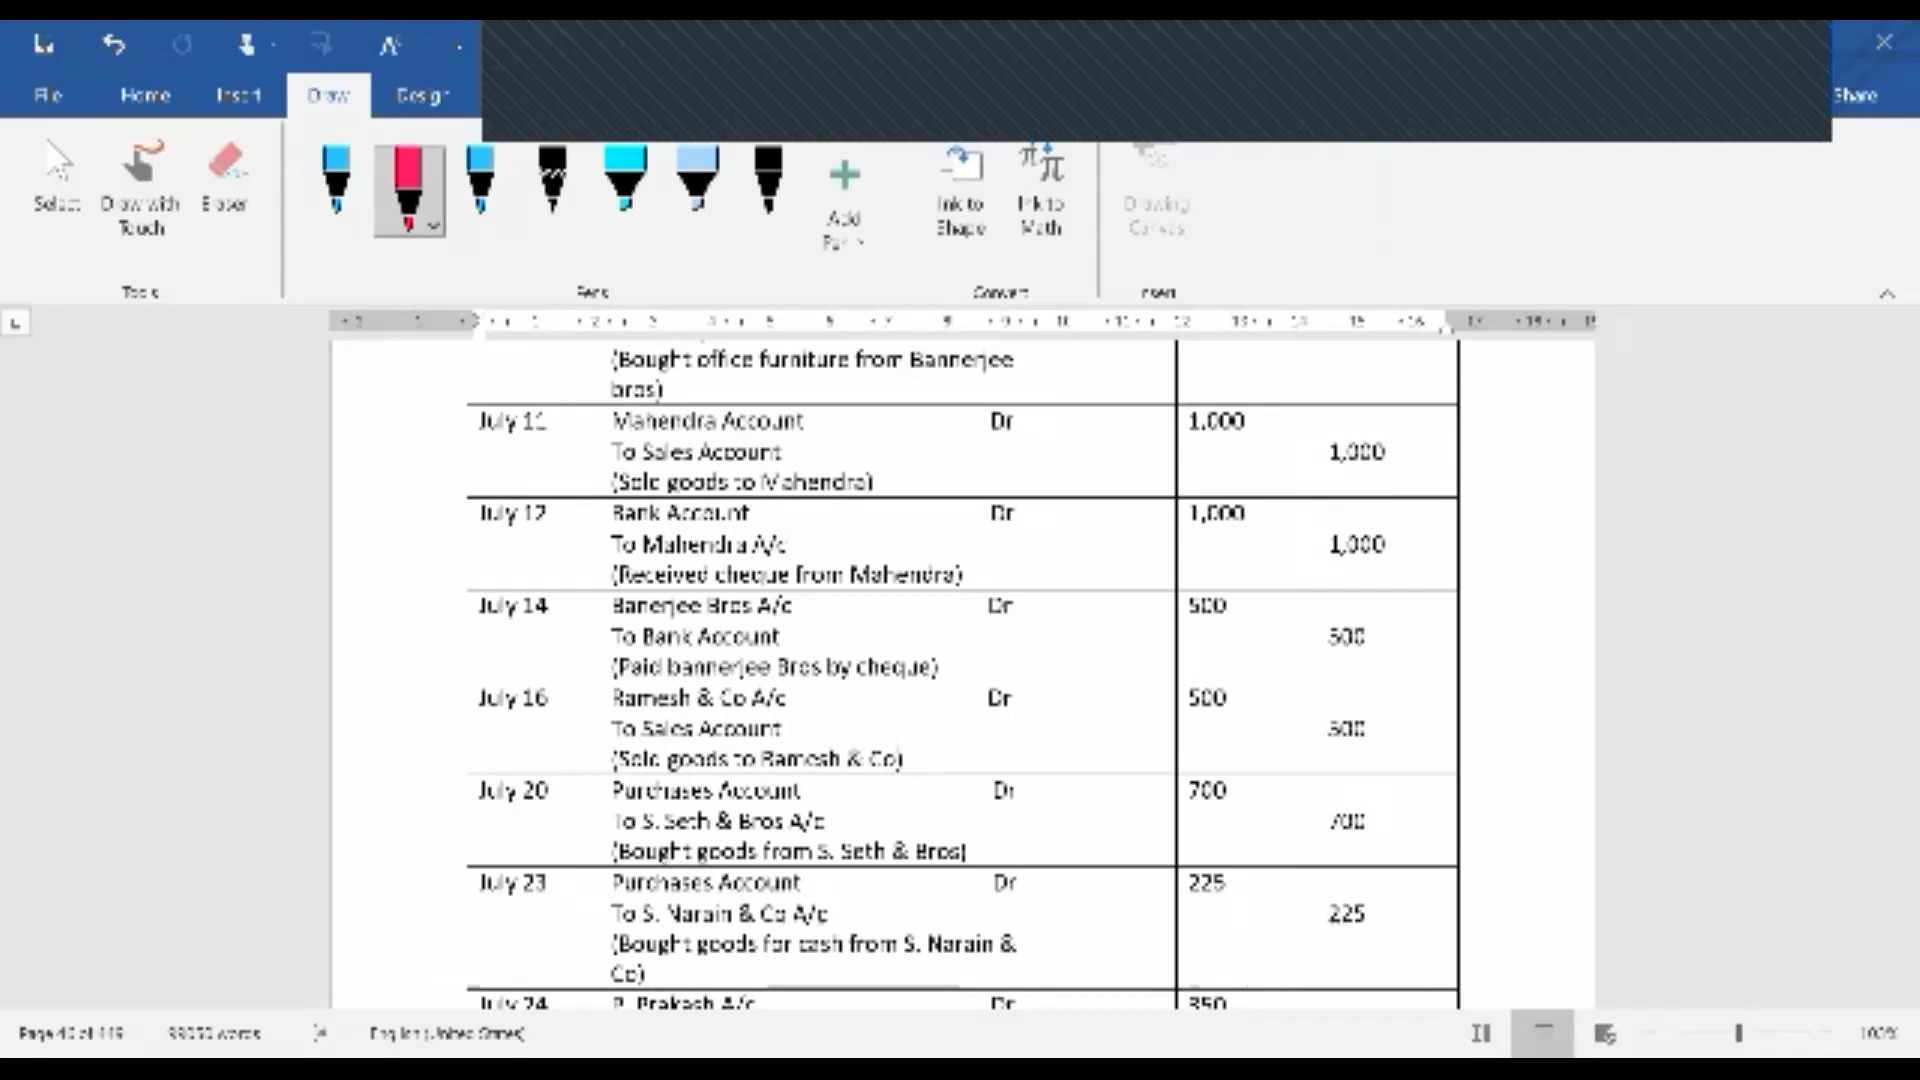 File Home Insert Draw Design Share
Select Draw with Touch Eraser Add Ink to Shape Ink to Math Drawing Canvas
Tools Pens Convert Insert
(Bought office furniture from Bannerjee
bros)
July 11 Mahendra Account Dr 1,000
To Sales Account 1,000
(Sold goods to Mahendra)
July 12 Bank Account Dr 1,000
To Mahendra A/c 1,000
(Received cheque from Mahendra)
July 14 Banerjee Bros A/c Dr 500
To Bank Account 500
(Paid bannerjee Bros by cheque)
July 16 Ramesh & Co A/c Dr 500
To Sales Account 500
(Sold goods to Ramesh & Co)
July 20 Purchases Account Dr 700
To S. Seth & Bros A/c 700
(Bought goods from S. Seth & Bros)
July 23 Purchases Account Dr 225
To S. Narain & Co A/c 225
(Bought goods for cash from S. Narain &
Co)
July 24 P. Prakash A/c Dr 350
English (United States)